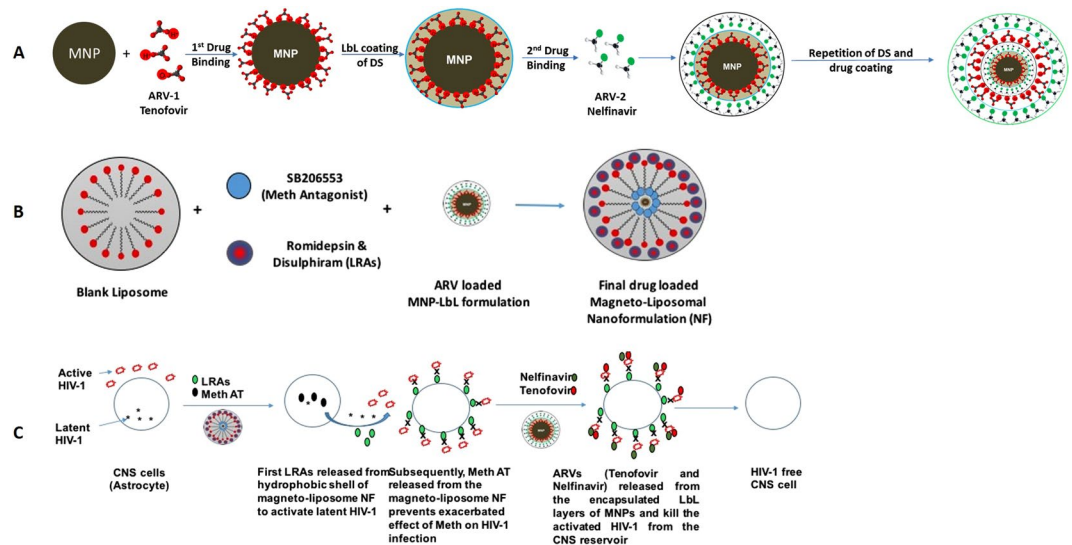 A
MNP
+
ARV-1
Tenofovir
1st Drug
Binding
MNP
LbL coating
of DS
MNP
2nd Drug
Binding
ARV-2
Nelfinavir
MNP
Repetition of DS and
drug coating
MNP
B
Blank Liposome
+
SB206553
(Meth Antagonist)
Romidepsin &
Disulphiram (LRAs)
+
MNP
ARV loaded
MNP-LbL formulation
Final drug loaded
Magneto-Liposomal
Nanoformulation (NF)
C
Active
HIV-1
Latent
HIV-1
CNS cells
(Astrocyte)
LRAs
Meth AT
First LRAs released from
hydrophobic shell of
magneto-liposome NF
to activate latent HIV-1
Subsequently, Meth AT
released from the
magneto-liposome NF
prevents exacerbated
effect of Meth on HIV-1
infection
Nelfinavir
Tenofovir
MNP
ARVs (Tenofovir and
Nelfinavir) released from
the encapsulated LbL
layers of MNPs and kill the
activated HIV-1 from the
CNS reservoir
HIV-1 free
CNS cell